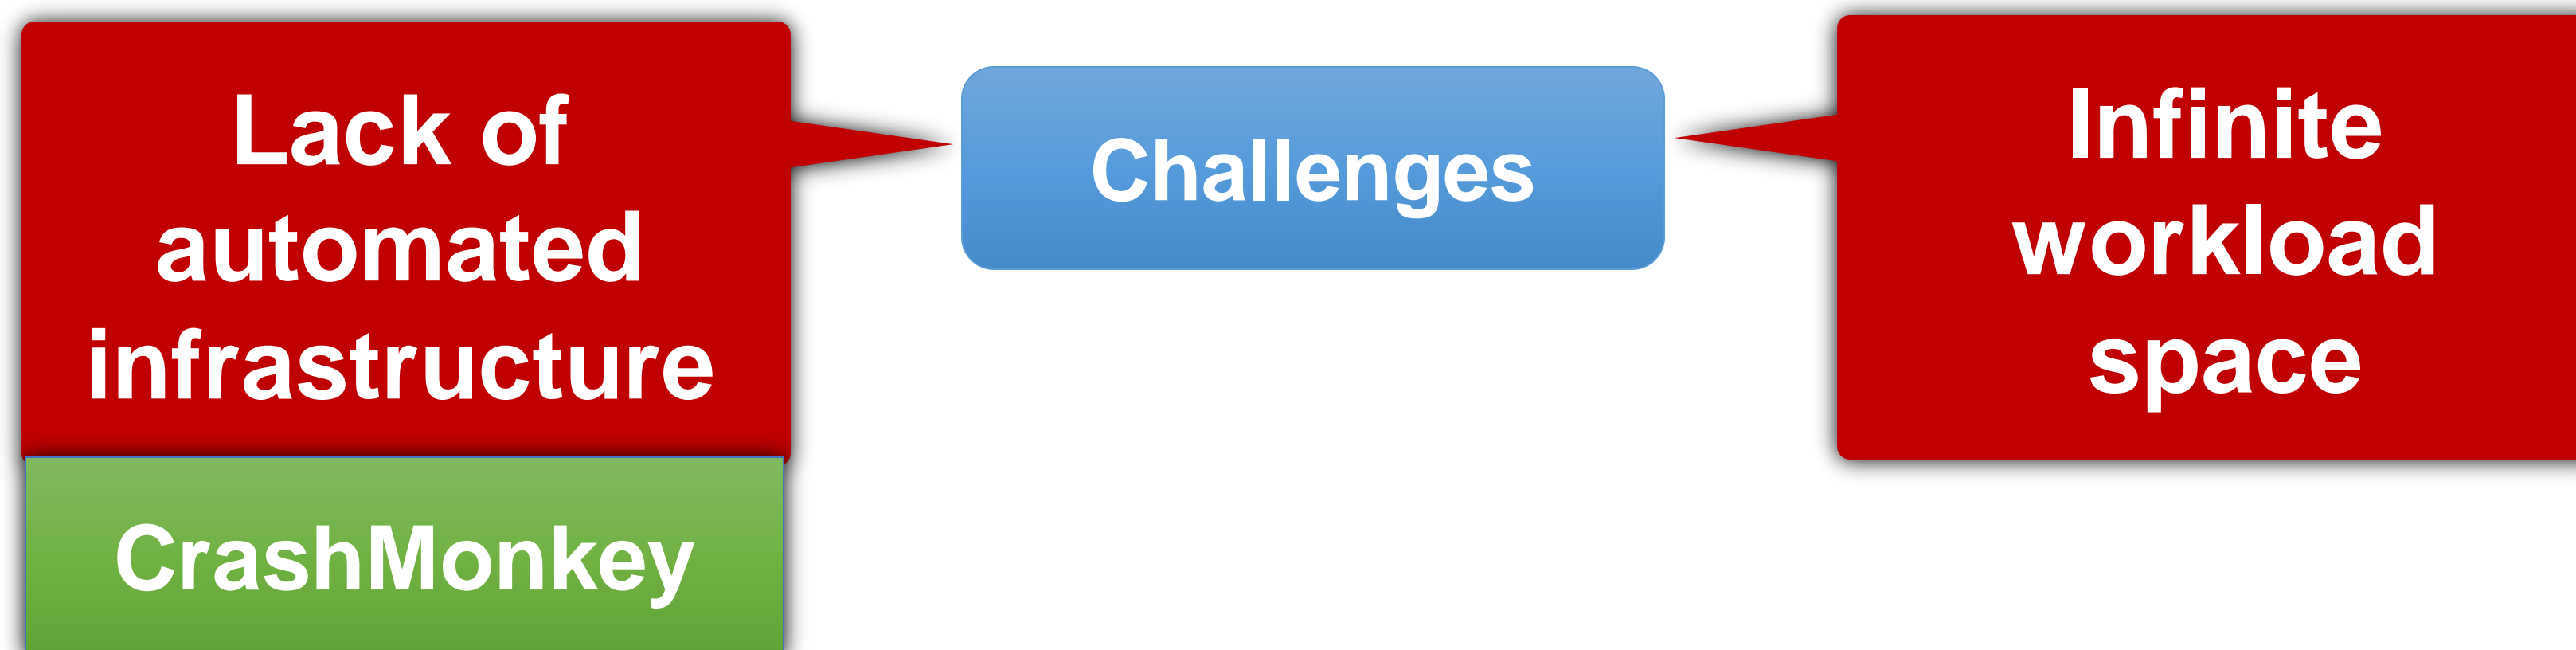 Lack of
automated
infrastructure
CrashMonkey
Challenges
Infinite
workload
space